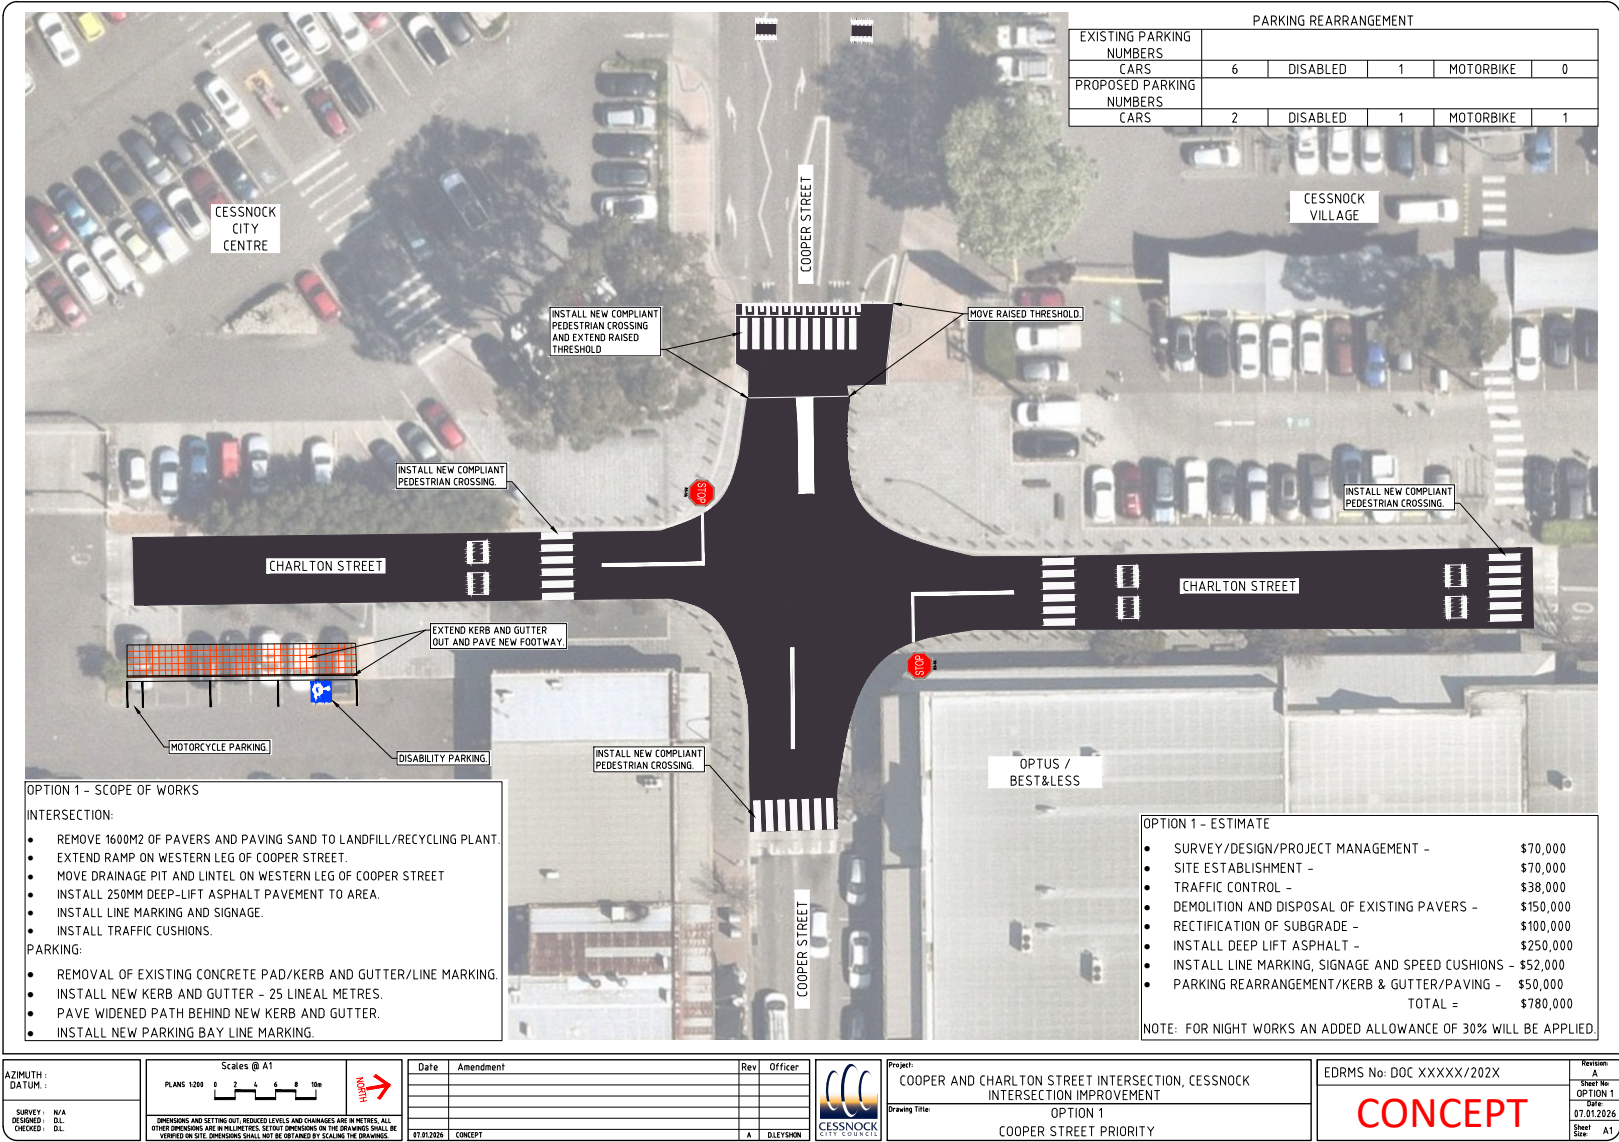 PARKING REARRANGEMENT
EXISTING PARKING
NUMBERS
CARS 6 DISABLED 1 MOTORBIKE 0
PROPOSED PARKING
NUMBERS
CARS 2 DISABLED 1 MOTORBIKE 1
CESSNOCK
CITY
CENTRE
COOPER STREET
CESSNOCK
VILLAGE
INSTALL NEW COMPLIANT
PEDESTRIAN CROSSING
AND EXTEND RAISED
THRESHOLD
MOVE RAISED THRESHOLD.
INSTALL NEW COMPLIANT
PEDESTRIAN CROSSING.
STOP
INSTALL NEW COMPLIANT
PEDESTRIAN CROSSING.
CHARLTON STREET
CHARLTON STREET
EXTEND KERB AND GUTTER
OUT AND PAVE NEW FOOTWAY.
STOP
MOTORCYCLE PARKING.
DISABILITY PARKING.
INSTALL NEW COMPLIANT
PEDESTRIAN CROSSING.
OPTUS /
BEST&LESS
COOPER STREET
OPTION 1 - SCOPE OF WORKS
INTERSECTION:
• REMOVE 1600M2 OF PAVERS AND PAVING SAND TO LANDFILL/RECYCLING PLANT.
• EXTEND RAMP ON WESTERN LEG OF COOPER STREET.
• MOVE DRAINAGE PIT AND LINTEL ON WESTERN LEG OF COOPER STREET
• INSTALL 250MM DEEP-LIFT ASPHALT PAVEMENT TO AREA.
• INSTALL LINE MARKING AND SIGNAGE.
• INSTALL TRAFFIC CUSHIONS.
PARKING:
• REMOVAL OF EXISTING CONCRETE PAD/KERB AND GUTTER/LINE MARKING.
• INSTALL NEW KERB AND GUTTER - 25 LINEAL METRES.
• PAVE WIDENED PATH BEHIND NEW KERB AND GUTTER.
• INSTALL NEW PARKING BAY LINE MARKING.
OPTION 1 - ESTIMATE
• SURVEY/DESIGN/PROJECT MANAGEMENT - $70,000
• SITE ESTABLISHMENT - $70,000
• TRAFFIC CONTROL - $38,000
• DEMOLITION AND DISPOSAL OF EXISTING PAVERS - $150,000
• RECTIFICATION OF SUBGRADE - $100,000
• INSTALL DEEP LIFT ASPHALT - $250,000
• INSTALL LINE MARKING, SIGNAGE AND SPEED CUSHIONS - $52,000
• PARKING REARRANGEMENT/KERB & GUTTER/PAVING - $50,000
TOTAL = $780,000
NOTE: FOR NIGHT WORKS AN ADDED ALLOWANCE OF 30% WILL BE APPLIED.
AZIMUTH :
DATUM. :
SURVEY : N/A
DESIGNED : D.L.
CHECKED : D.L.
Scales @ A1
PLANS 1:200 0 2 4 6 8 10m
NORTH
DIMENSIONS AND SETTING OUT, REDUCED LEVELS AND CHAINAGES ARE IN METRES, ALL
OTHER DIMENSIONS ARE IN MILLIMETRES. SETOUT DIMENSIONS ON THE DRAWINGS SHALL BE
VERIFIED ON SITE. DIMENSIONS SHALL NOT BE OBTAINED BY SCALING THE DRAWINGS.
Date Amendment Rev Officer
07.01.2026 CONCEPT A D.LEYSHON
CESSNOCK
CITY COUNCIL
Project:
COOPER AND CHARLTON STREET INTERSECTION, CESSNOCK
INTERSECTION IMPROVEMENT
Drawing Title:
OPTION 1
COOPER STREET PRIORITY
EDRMS No: DOC XXXXX/202X
CONCEPT
Revision:
A
Sheet No:
OPTION 1
Date:
07.01.2026
Sheet
Size: A1